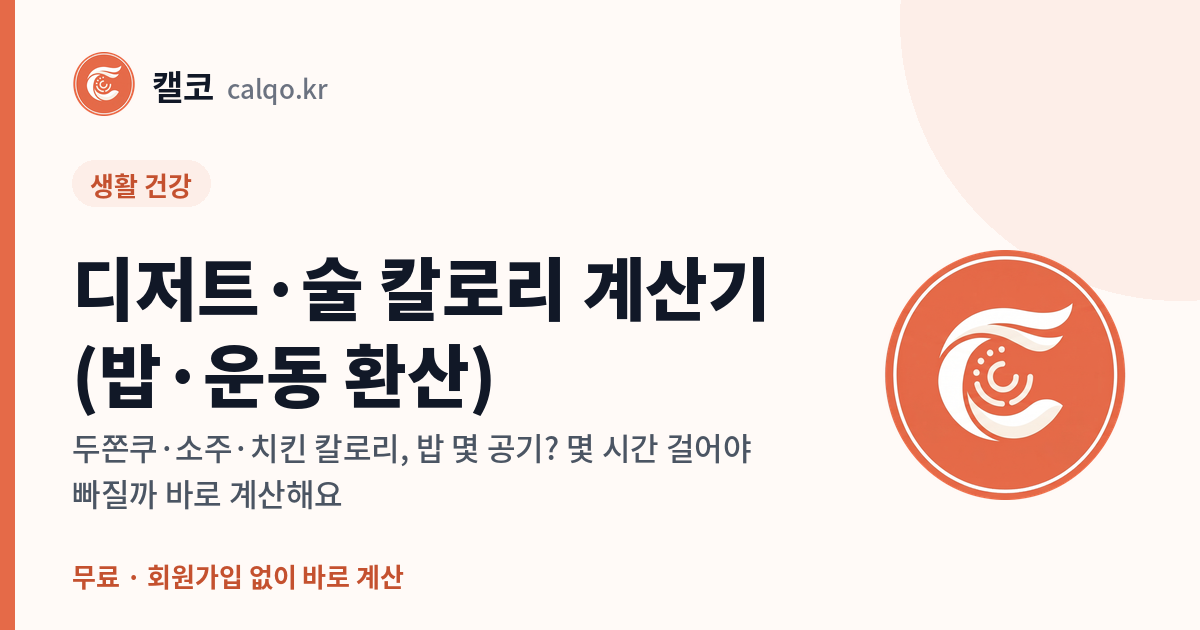 캘코 calqo.kr
생활 건강
디저트·술 칼로리 계산기
(밥·운동 환산)
두쫀쿠·소주·치킨 칼로리, 밥 몇 공기? 몇 시간 걸어야
빠질까 바로 계산해요
무료 · 회원가입 없이 바로 계산